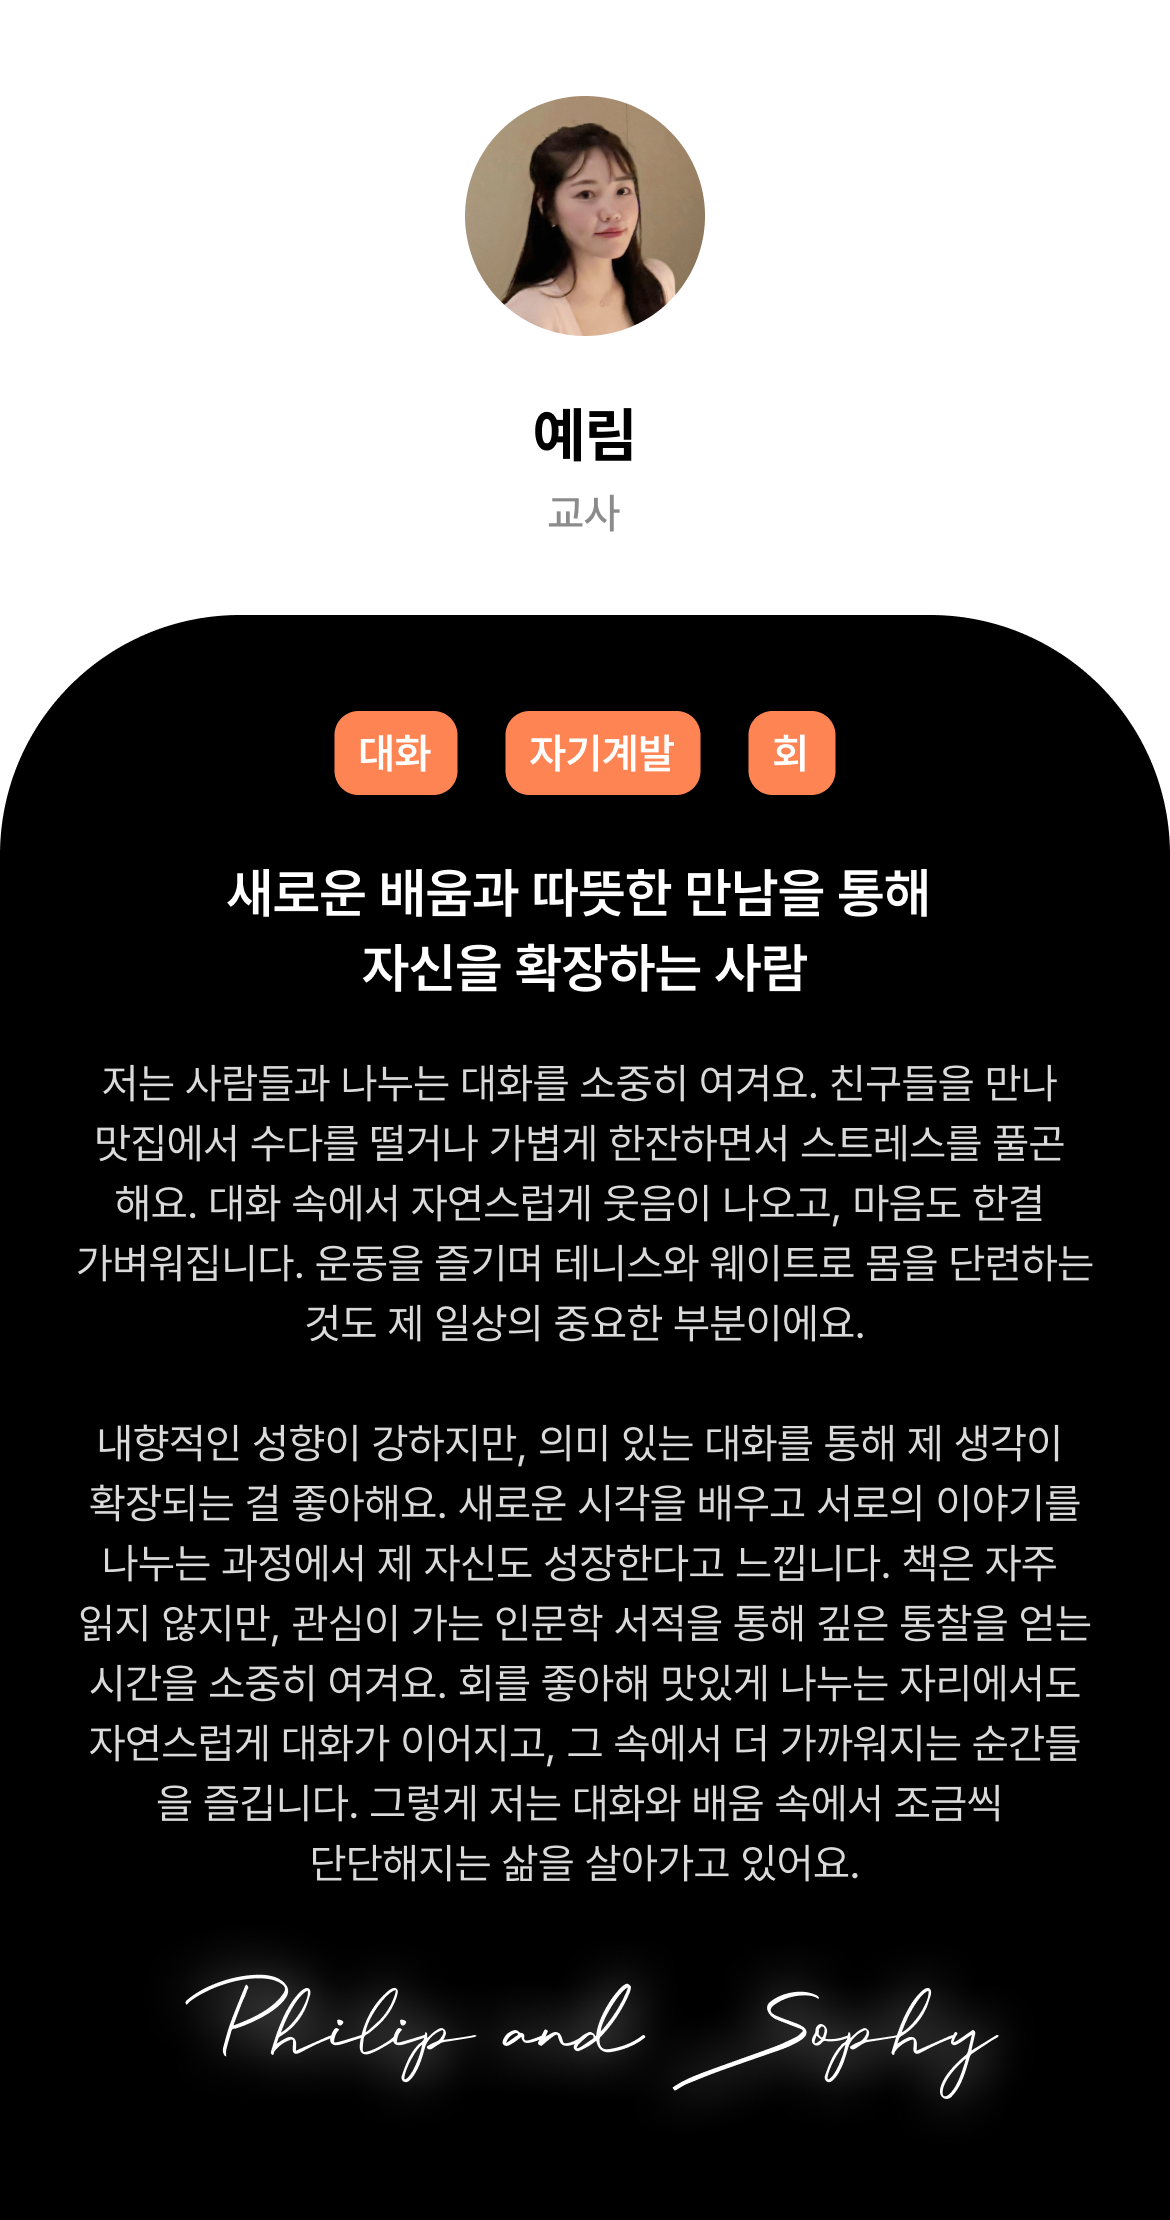 예림
교사
대화 자기계발 회
새로운 배움과 따뜻한 만남을 통해
자신을 확장하는 사람
저는 사람들과 나누는 대화를 소중히 여겨요. 친구들을 만나
맛집에서 수다를 떨거나 가볍게 한잔하면서 스트레스를 풀곤
해요. 대화 속에서 자연스럽게 웃음이 나오고, 마음도 한결
가벼워집니다. 운동을 즐기며 테니스와 웨이트로 몸을 단련하는
것도 제 일상의 중요한 부분이에요.
내향적인 성향이 강하지만, 의미 있는 대화를 통해 제 생각이
확장되는 걸 좋아해요. 새로운 시각을 배우고 서로의 이야기를
나누는 과정에서 제 자신도 성장한다고 느낍니다. 책은 자주
읽지 않지만, 관심이 가는 인문학 서적을 통해 깊은 통찰을 얻는
시간을 소중히 여겨요. 회를 좋아해 맛있게 나누는 자리에서도
자연스럽게 대화가 이어지고, 그 속에서 더 가까워지는 순간들
을 즐깁니다. 그렇게 저는 대화와 배움 속에서 조금씩
단단해지는 삶을 살아가고 있어요.
Philip and Sophy